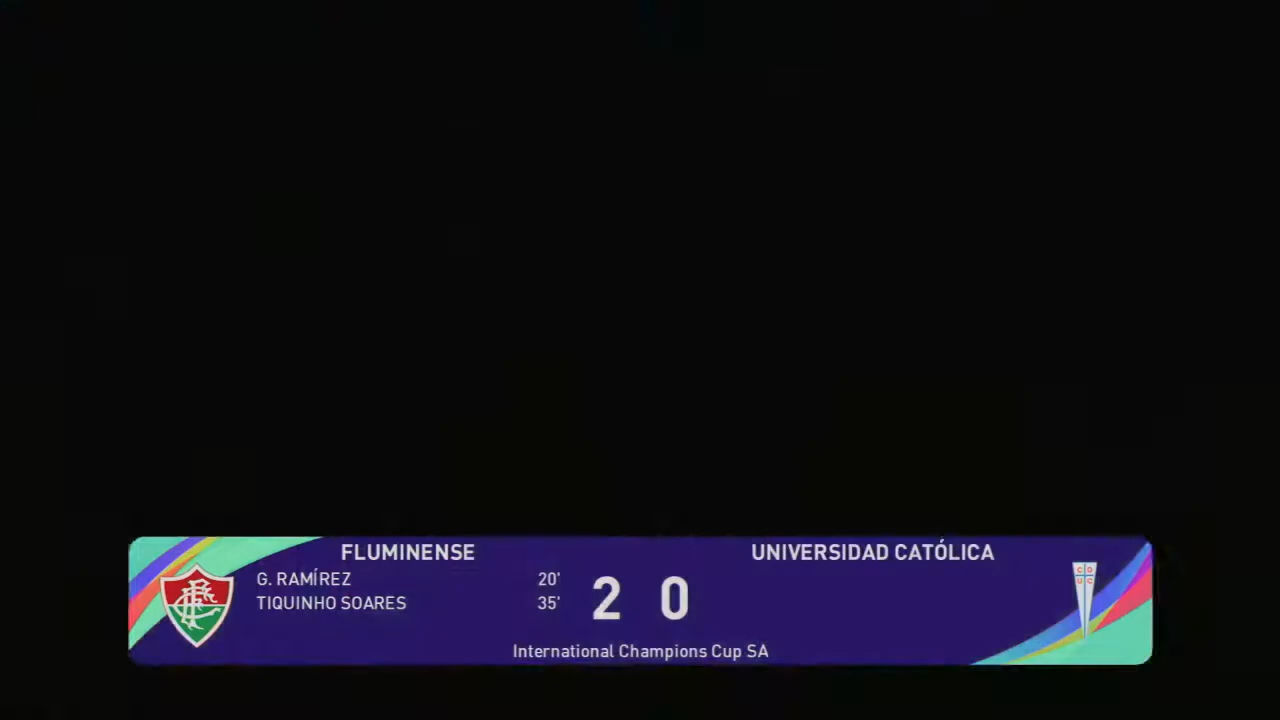 FLUMINENSE
G. RAMÍREZ 20'
TIQUINHO SOARES 35'
2 0
UNIVERSIDAD CATÓLICA
International Champions Cup SA